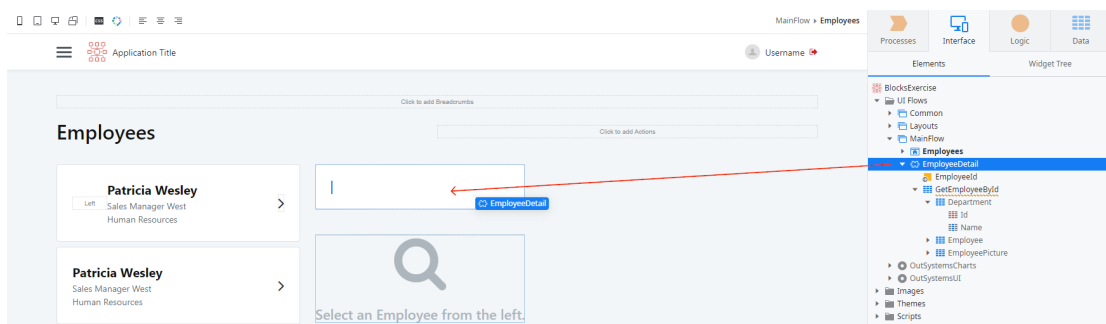 MainFlow ▸ Employees
Application Title
Username
Click to add Breadcrumbs
Employees
Click to add Actions
Patricia Wesley
Left
Sales Manager West
Human Resources
EmployeeDetail
Patricia Wesley
Sales Manager West
Human Resources
Select an Employee from the left.
Processes
Interface
Logic
Data
Elements
Widget Tree
BlocksExercise
UI Flows
Common
Layouts
MainFlow
Employees
EmployeeDetail
EmployeeId
GetEmployeeById
Department
Id
Name
Employee
EmployeePicture
OutSystemsCharts
OutSystemsUI
Images
Themes
Scripts